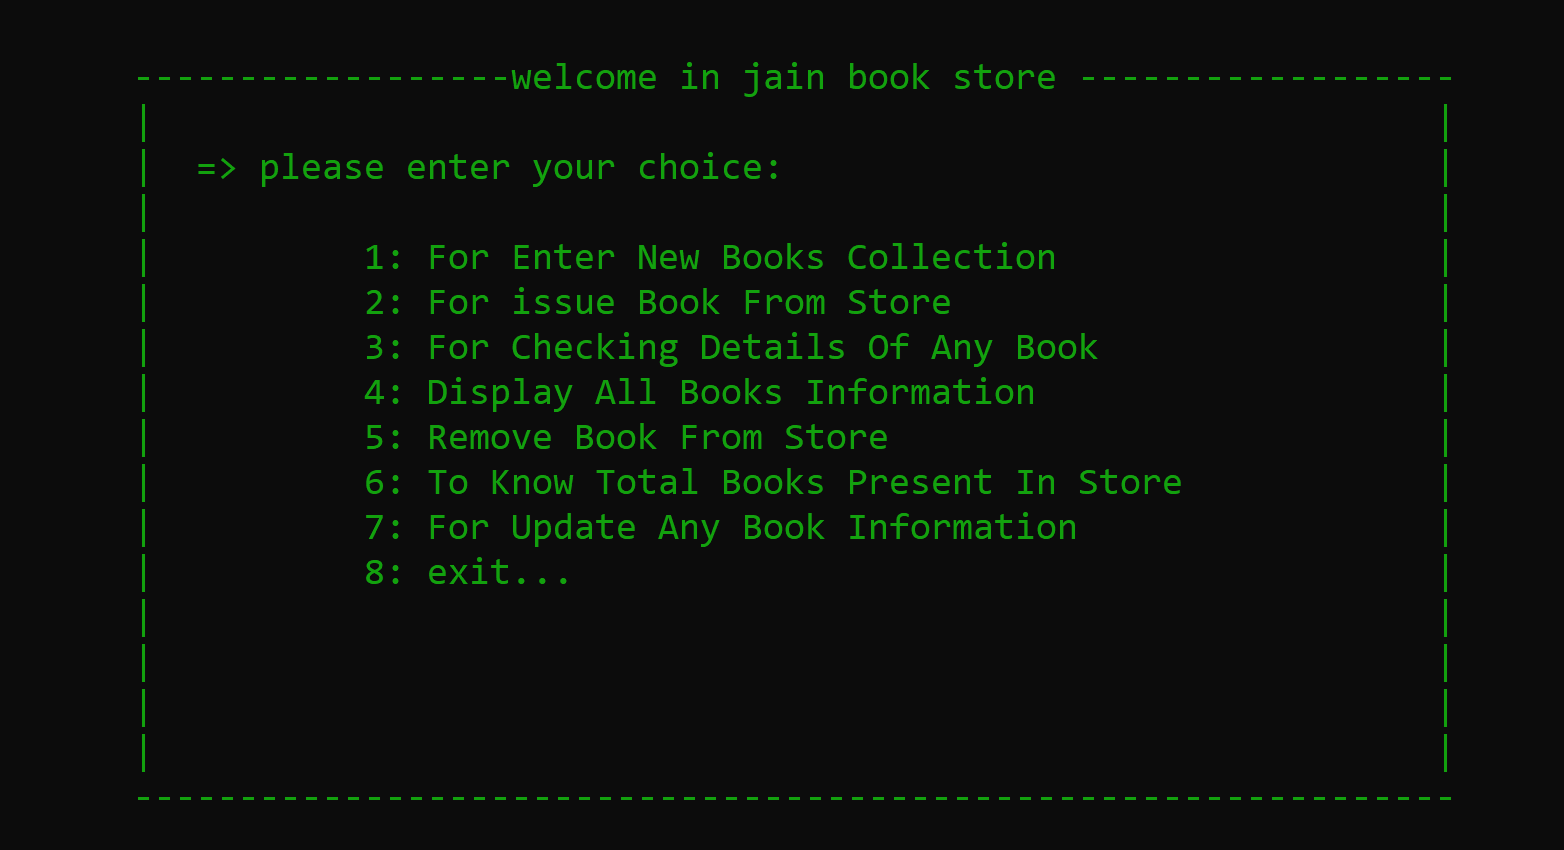 ------------------welcome in jain book store ------------------
=> please enter your choice:
1: For Enter New Books Collection
2: For issue Book From Store
3: For Checking Details Of Any Book
4: Display All Books Information
5: Remove Book From Store
6: To Know Total Books Present In Store
7: For Update Any Book Information
8: exit...